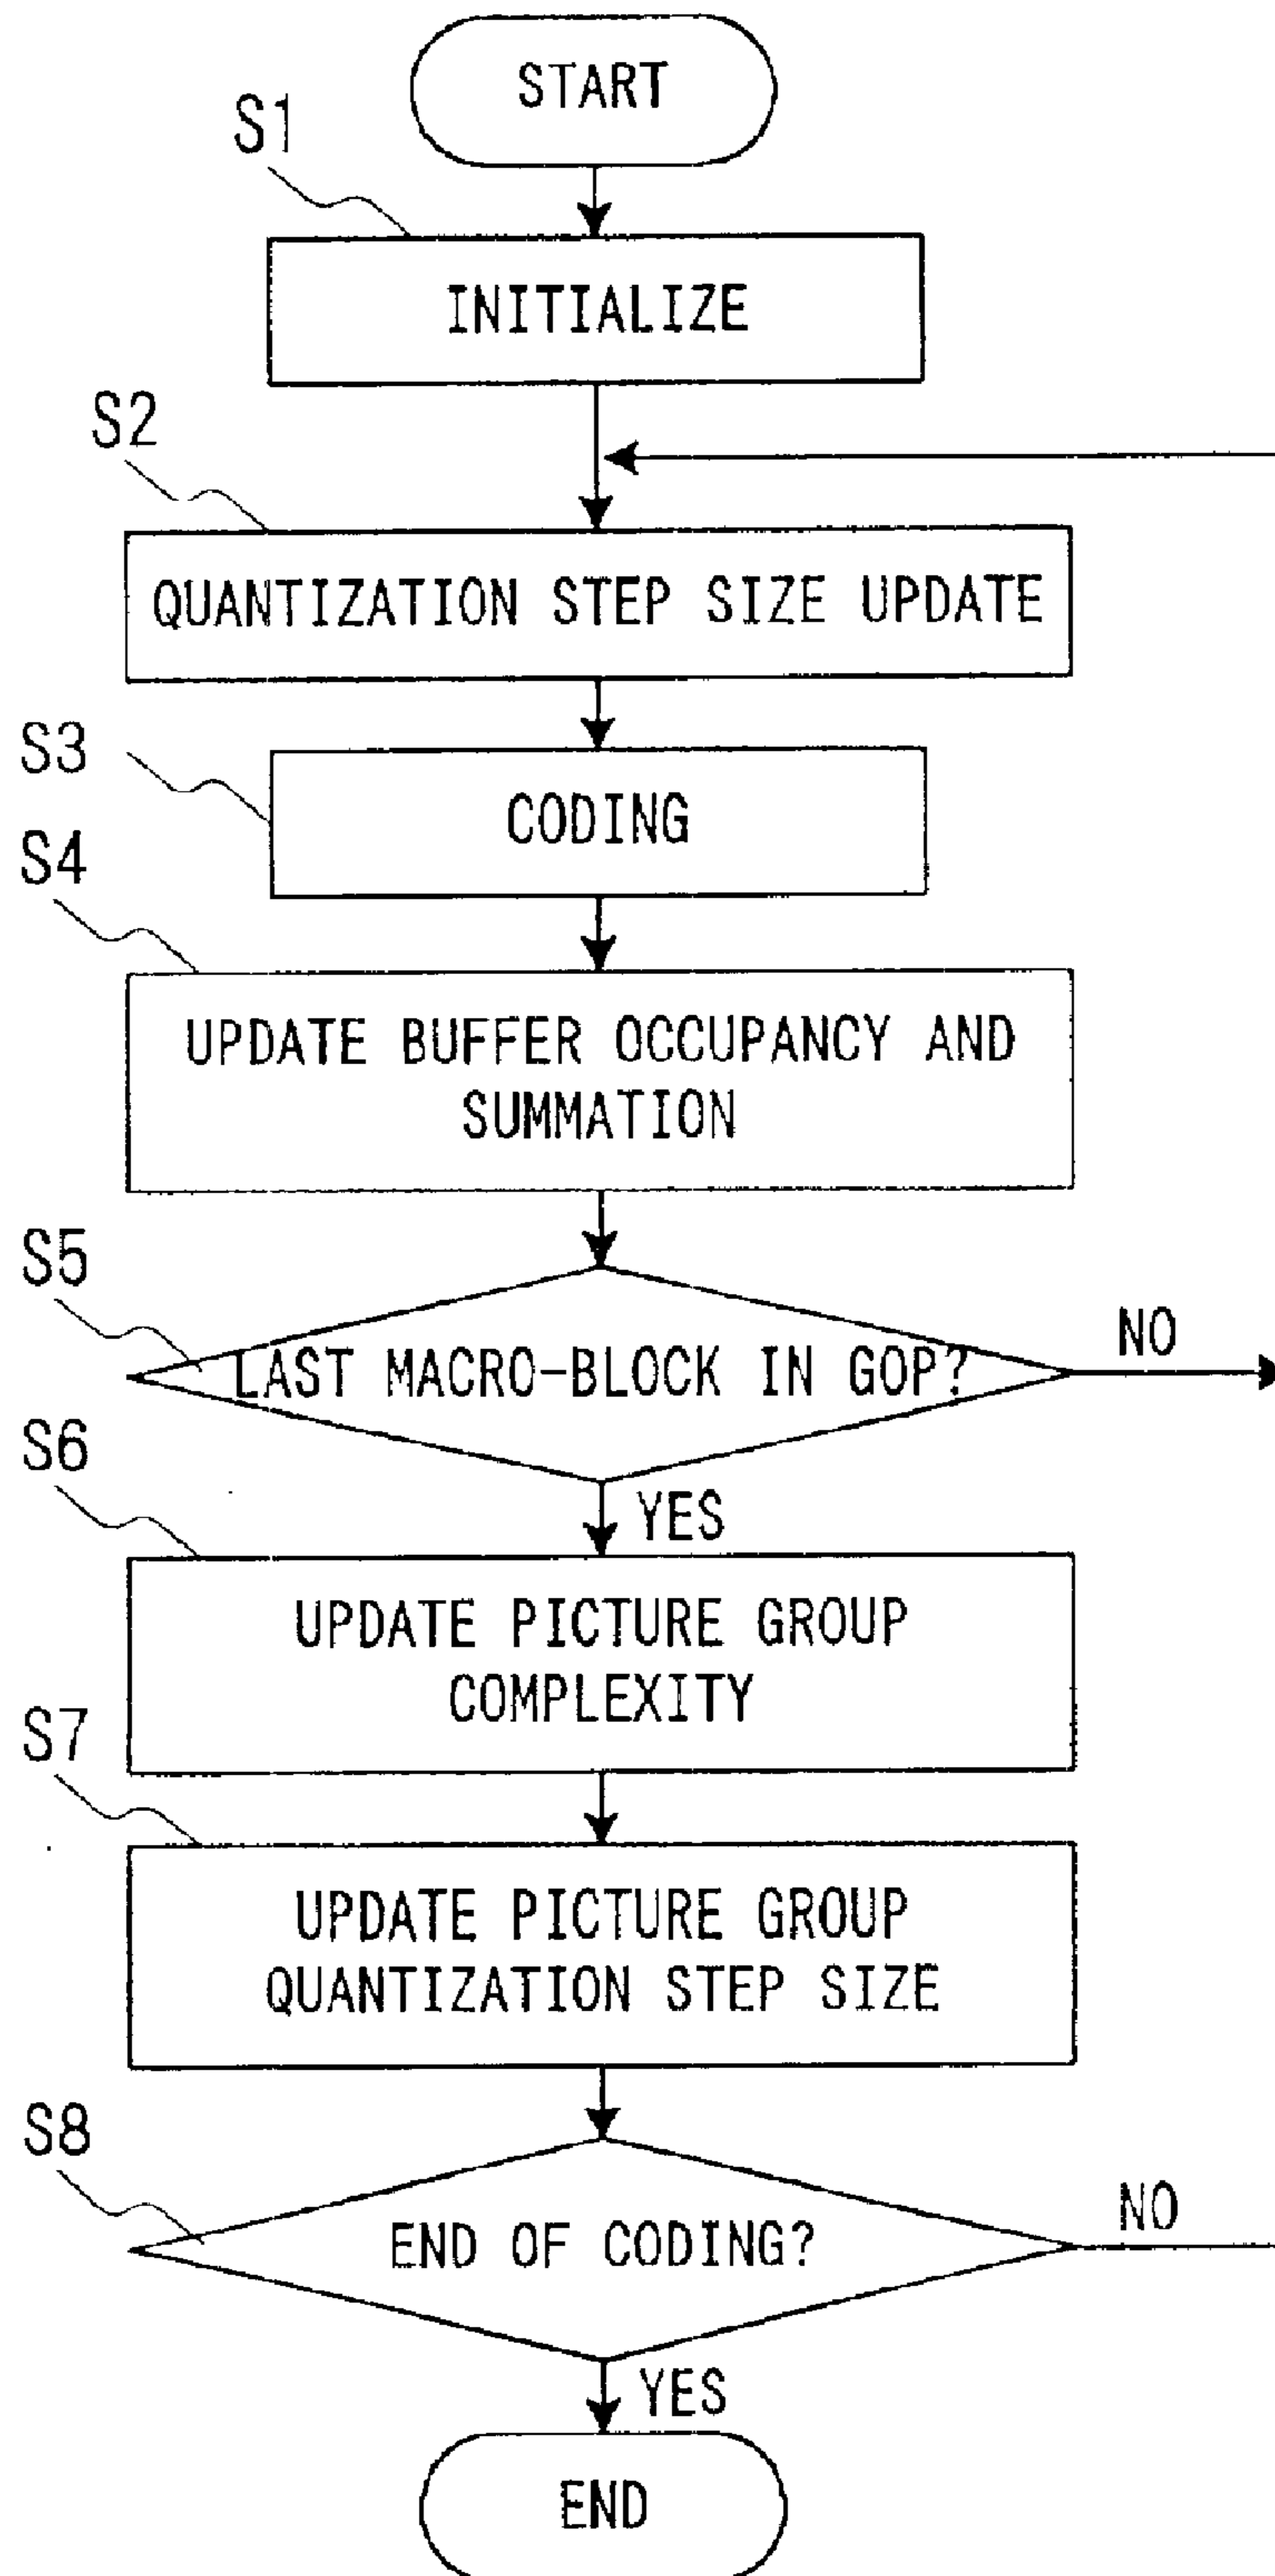 START
S1
INITIALIZE
S2
QUANTIZATION STEP SIZE UPDATE
S3
CODING
S4
UPDATE BUFFER OCCUPANCY AND
SUMMATION
S5
LAST MACRO-BLOCK IN GOP?
NO
S6
YES
UPDATE PICTURE GROUP
COMPLEXITY
S7
UPDATE PICTURE GROUP
QUANTIZATION STEP SIZE
S8
END OF CODING?
NO
YES
END